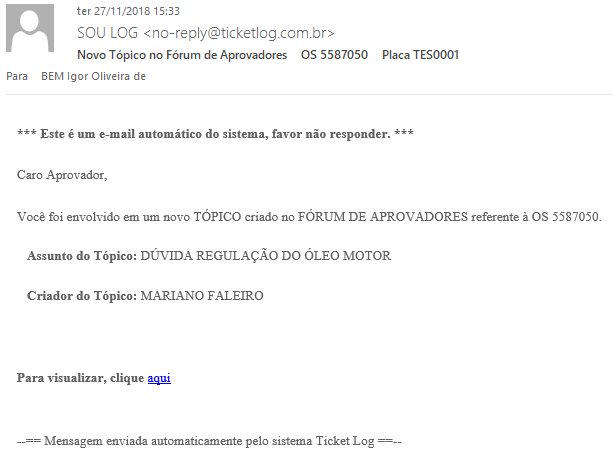 ter 27/11/2018 15:33
SOU LOG <no-reply@ticketlog.com.br>
Novo Tópico no Fórum de Aprovadores OS 5587050 Placa TES0001
Para BEM Igor Oliveira de
*** Este é um e-mail automático do sistema, favor não responder. ***
Caro Aprovador,
Você foi envolvido em um novo TÓPICO criado no FÓRUM DE APROVADORES referente à OS 5587050.
Assunto do Tópico: DÚVIDA REGULAÇÃO DO ÓLEO MOTOR
Criador do Tópico: MARIANO FALEIRO
Para visualizar, clique aqui
--== Mensagem enviada automaticamente pelo sistema Ticket Log ==--